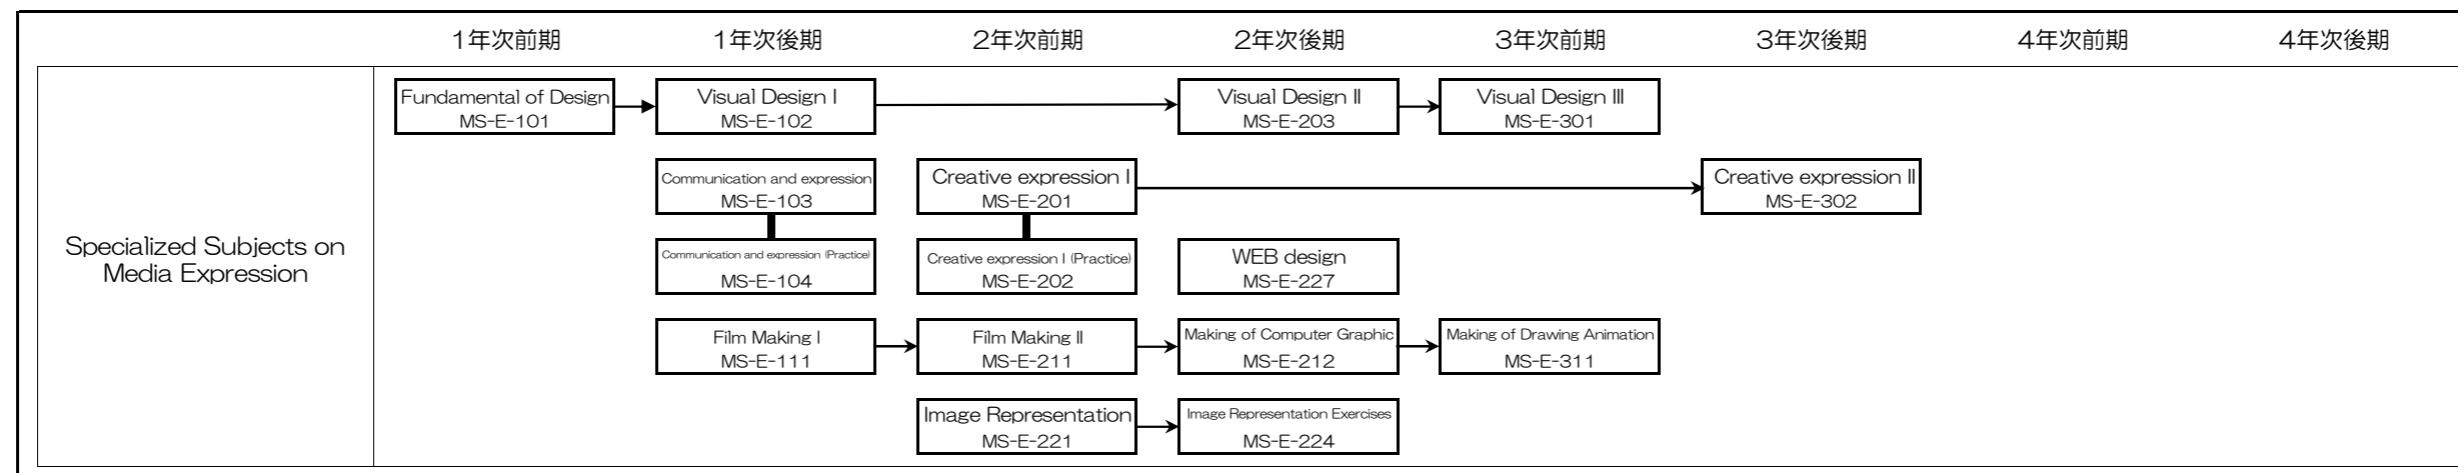 1年次前期 1年次後期 2年次前期 2年次後期 3年次前期 3年次後期 4年次前期 4年次後期
Specialized Subjects on
Media Expression
Fundamental of Design
MS-E-101
Visual Design I
MS-E-102
Visual Design II
MS-E-203
Visual Design III
MS-E-301
Communication and expression
MS-E-103
Creative expression I
MS-E-201
Creative expression II
MS-E-302
Communication and expression (Practice)
MS-E-104
Creative expression I (Practice)
MS-E-202
WEB design
MS-E-227
Film Making I
MS-E-111
Film Making II
MS-E-211
Making of Computer Graphic
MS-E-212
Making of Drawing Animation
MS-E-311
Image Representation
MS-E-221
Image Representation Exercises
MS-E-224